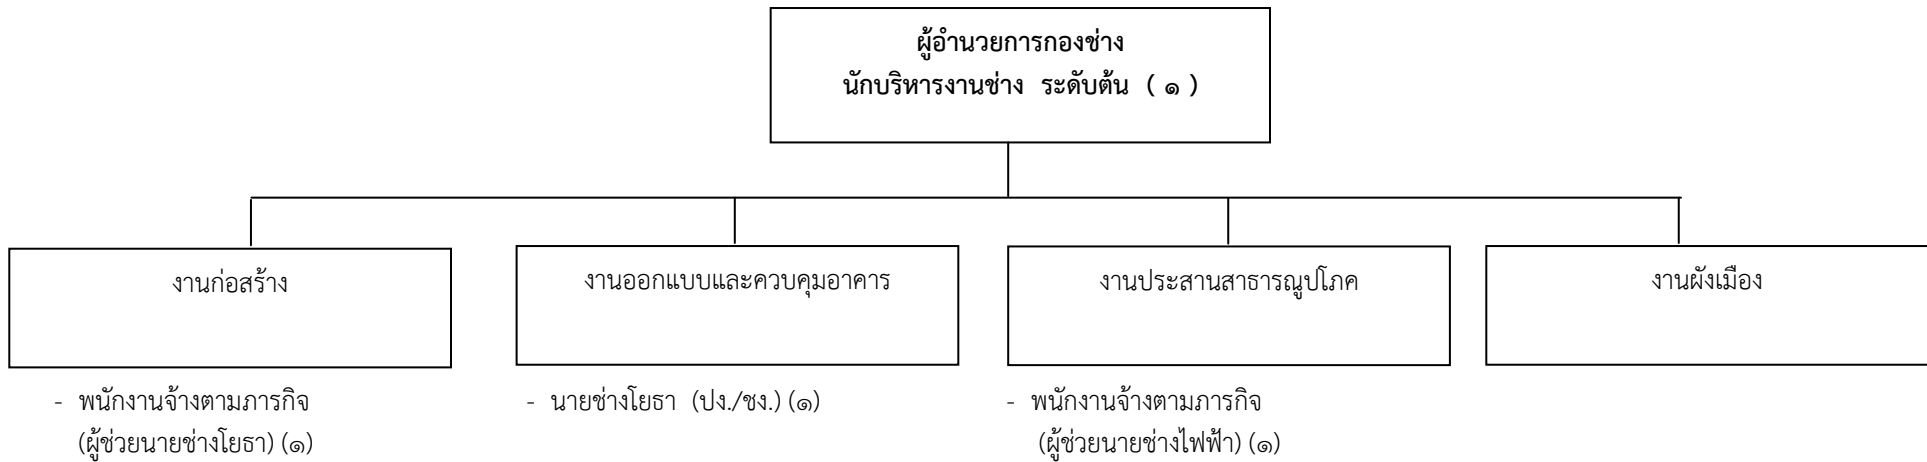 ผู้อำนวยการกองช่าง
นักบริหารงานช่าง ระดับต้น ( ๑ )
งานก่อสร้าง
งานออกแบบและควบคุมอาคาร
งานประสานสาธารณูปโภค
งานผังเมือง
- พนักงานจ้างตามภารกิจ
(ผู้ช่วยนายช่างโยธา) (๑)
- นายช่างโยธา (ปง./ชง.) (๑)
- พนักงานจ้างตามภารกิจ
(ผู้ช่วยนายช่างไฟฟ้า) (๑)